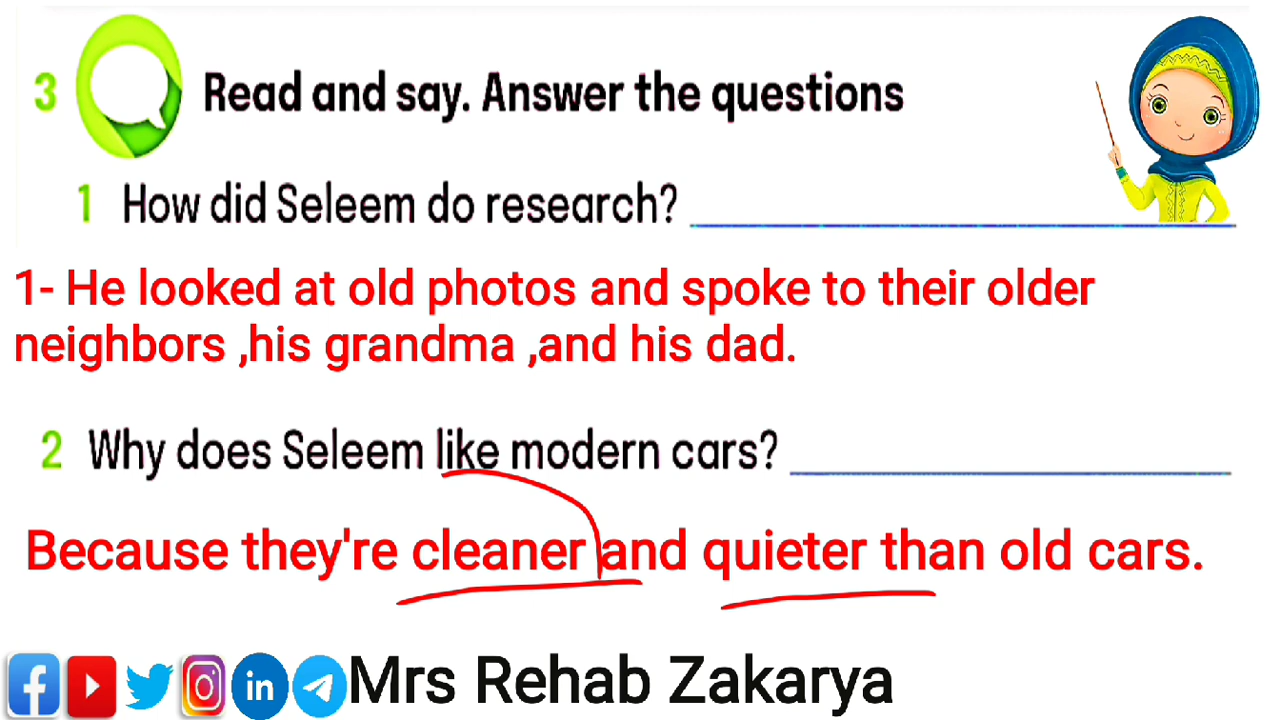 3 Read and say. Answer the questions
1 How did Seleem do research?
1- He looked at old photos and spoke to their older
neighbors ,his grandma ,and his dad.
2 Why does Seleem like modern cars?
Because they're cleaner and quieter than old cars.
Mrs Rehab Zakarya